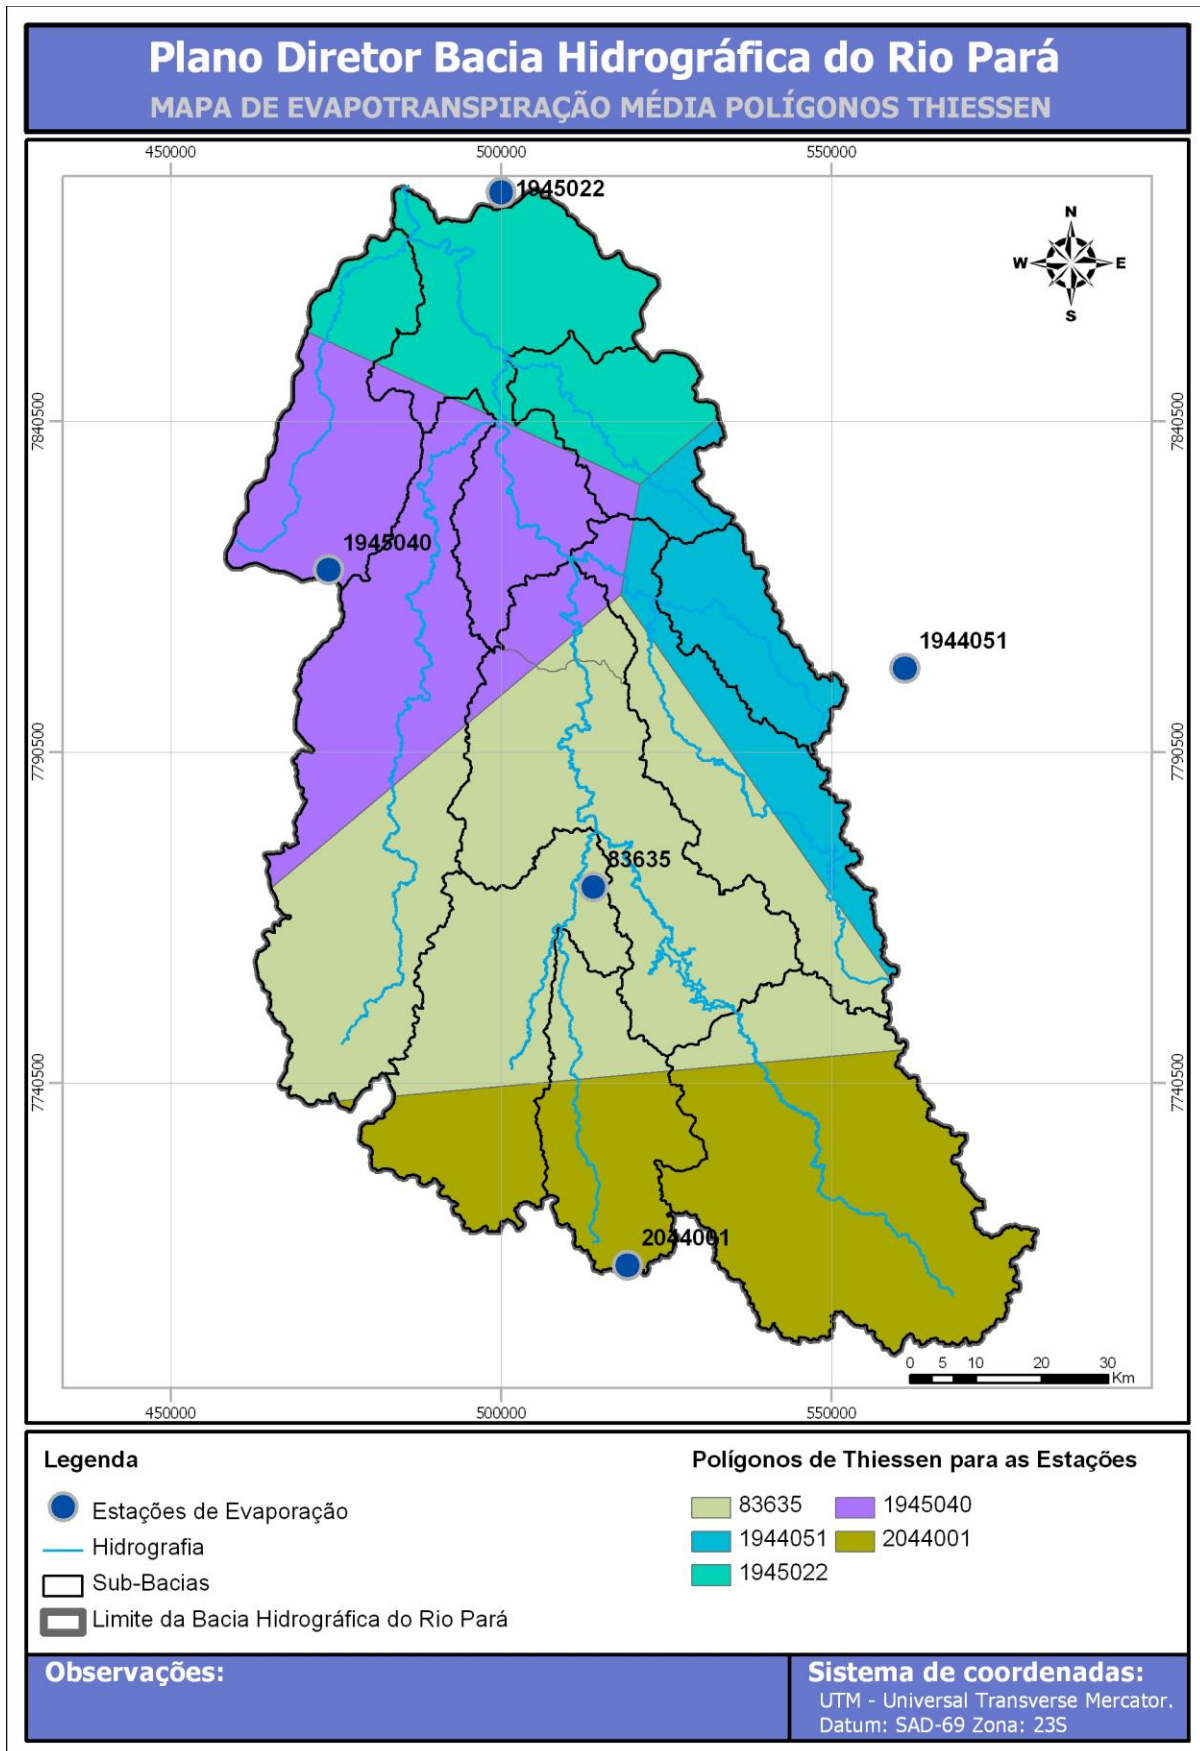 Plano Diretor Bacia Hidrográfica do Rio Pará
MAPA DE EVAPOTRANSPIRAÇÃO MÉDIA POLÍGONOS THIESSEN
450000 500000 550000
1945022
N
W E
S
7840500 7840500
1945040
1944051
7790500 7790500
83635
7740500 7740500
2044001
0 5 10 20 30
Km
450000 500000 550000
Legenda
Estações de Evaporação
Hidrografia
Sub-Bacias
Limite da Bacia Hidrográfica do Rio Pará
Polígonos de Thiessen para as Estações
83635 1945040
1944051 2044001
1945022
Observações:
Sistema de coordenadas:
UTM - Universal Transverse Mercator.
Datum: SAD-69 Zona: 23S